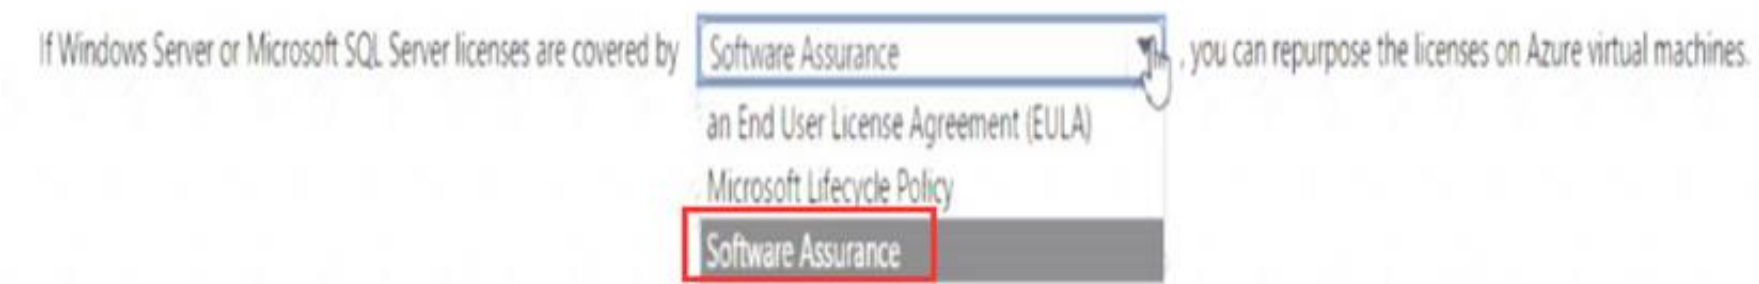 If Windows Server or Microsoft SQL Server licenses are covered by Software Assurance , you can repurpose the licenses on Azure virtual machines.
an End User License Agreement (EULA)
Microsoft Lifecycle Policy
Software Assurance